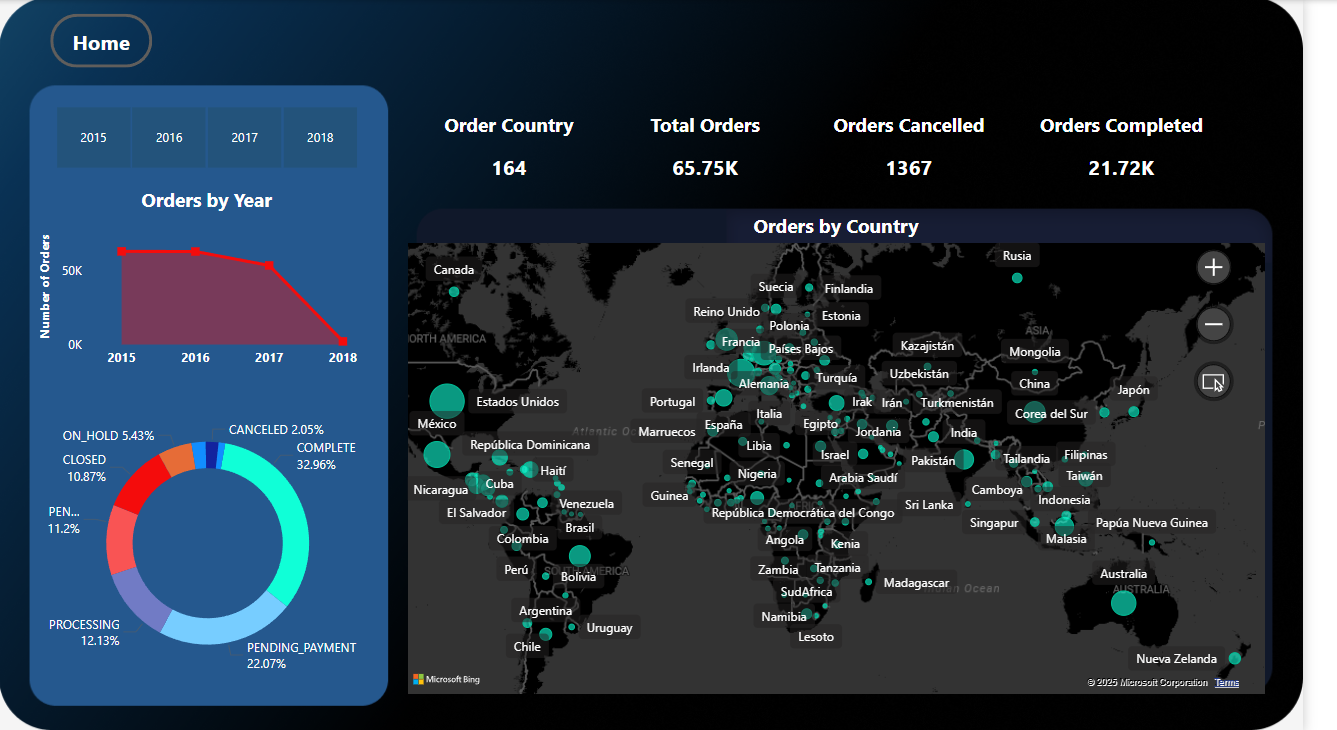 Home
2015
2016
2017
2018
Orders by Year
Number of Orders
50K
0K
2015
2016
2017
2018
CANCELED 2.05%
ON_HOLD 5.43%
COMPLETE
32.96%
CLOSED
10.87%
PEN...
11.2%
PROCESSING
12.13%
PENDING_PAYMENT
22.07%
Order Country
164
Total Orders
65.75K
Orders Cancelled
1367
Orders Completed
21.72K
Orders by Country
Canada
Rusia
Suecia
Finlandia
Reino Unido
Estonia
Polonia
NORTH AMERICA
ASIA
Francia
Países Bajos
Kazajistán
Mongolia
Irlanda
Alemania
Turquía
Uzbekistán
China
Japón
Estados Unidos
Portugal
Irak
Irán
Turkmenistán
Corea del Sur
Italia
México
España
Egipto
Marruecos
Atlantic Oc
Jordania
India
República Dominicana
Libia
Israel
Pakistán
Tailandia
Filipinas
Senegal
Haití
Nigeria
Arabia Saudí
Taiwán
Nicaragua
Cuba
Camboya
Guinea
Indonesia
Venezuela
Sri Lanka
El Salvador
República Democrática del Congo
Singapur
Papúa Nueva Guinea
Brasil
Colombia
Angola
Kenia
Malasia
Perú
SOUTH AMERICA
Bolivia
Zambia
Tanzania
Australia
Madagascar
Indian Ocean
AUSTRALIA
SudAfrica
Argentina
Namibia
Uruguay
Lesoto
Chile
Nueva Zelanda
Microsoft Bing
© 2025 Microsoft Corporation Terms